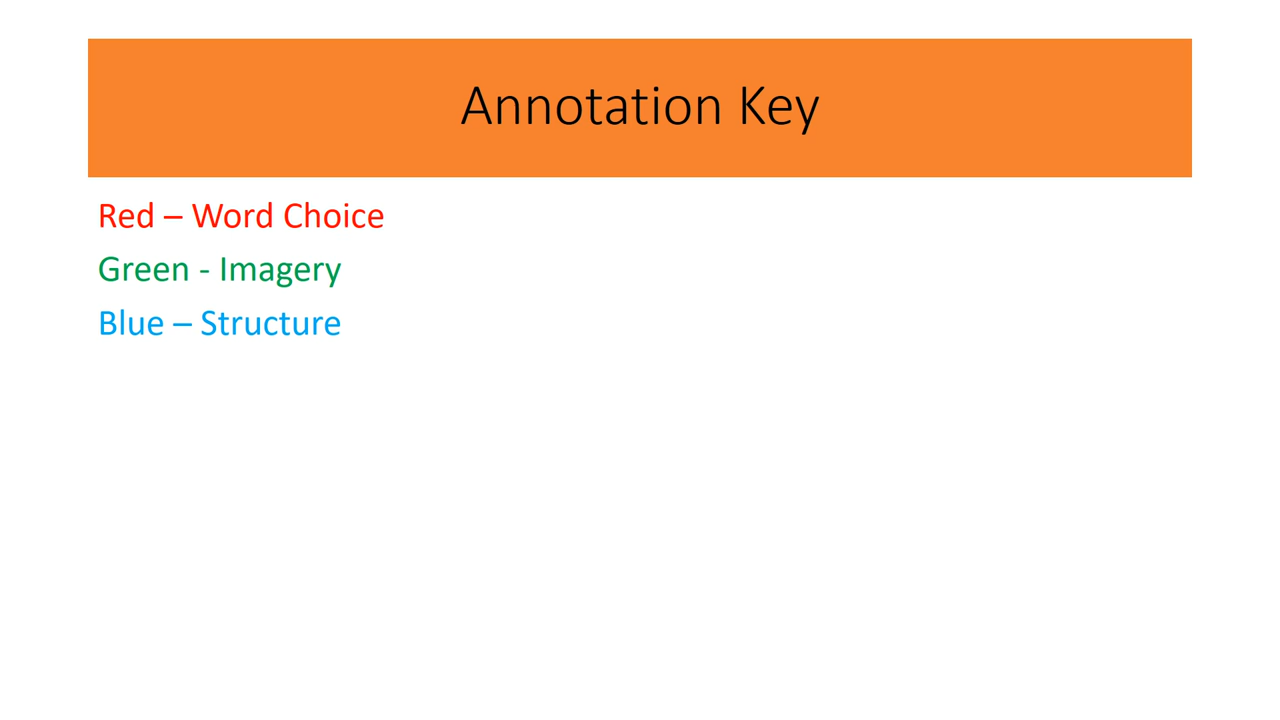 Annotation Key
Red – Word Choice
Green - Imagery
Blue – Structure